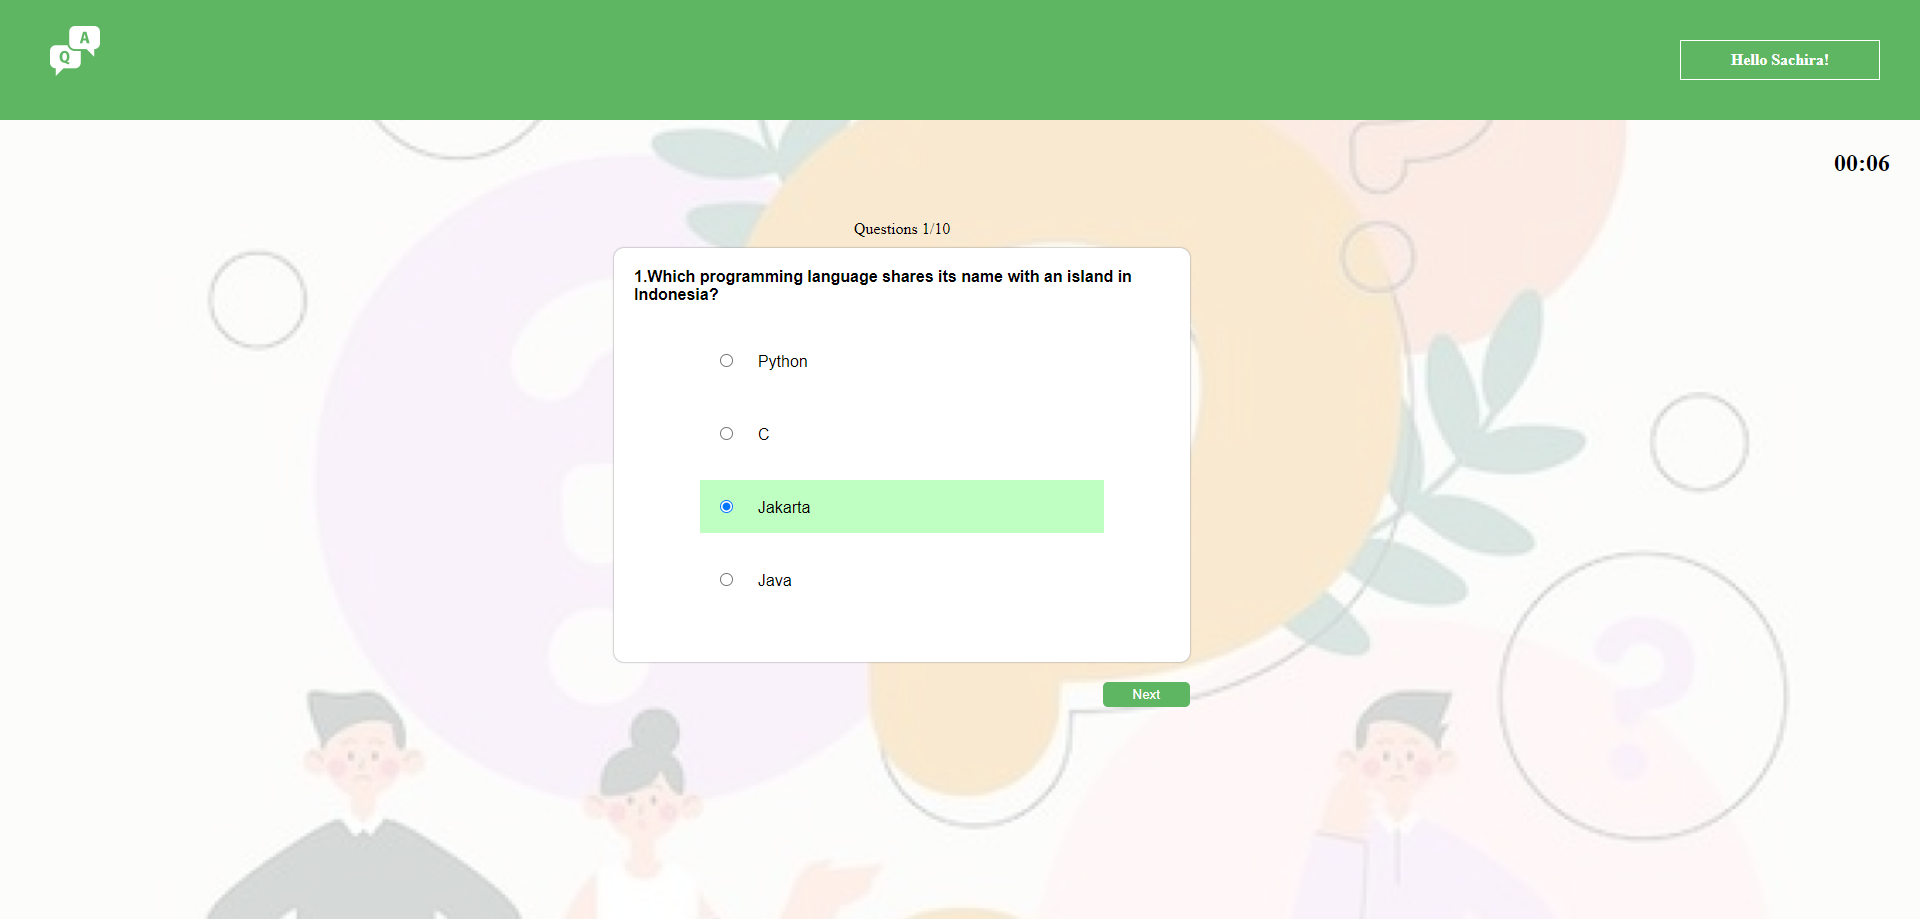 A
Q
Hello Sachira!
00:06
Questions 1/10
1.Which programming language shares its name with an island in
Indonesia?
Python
C
Jakarta
Java
Next
?